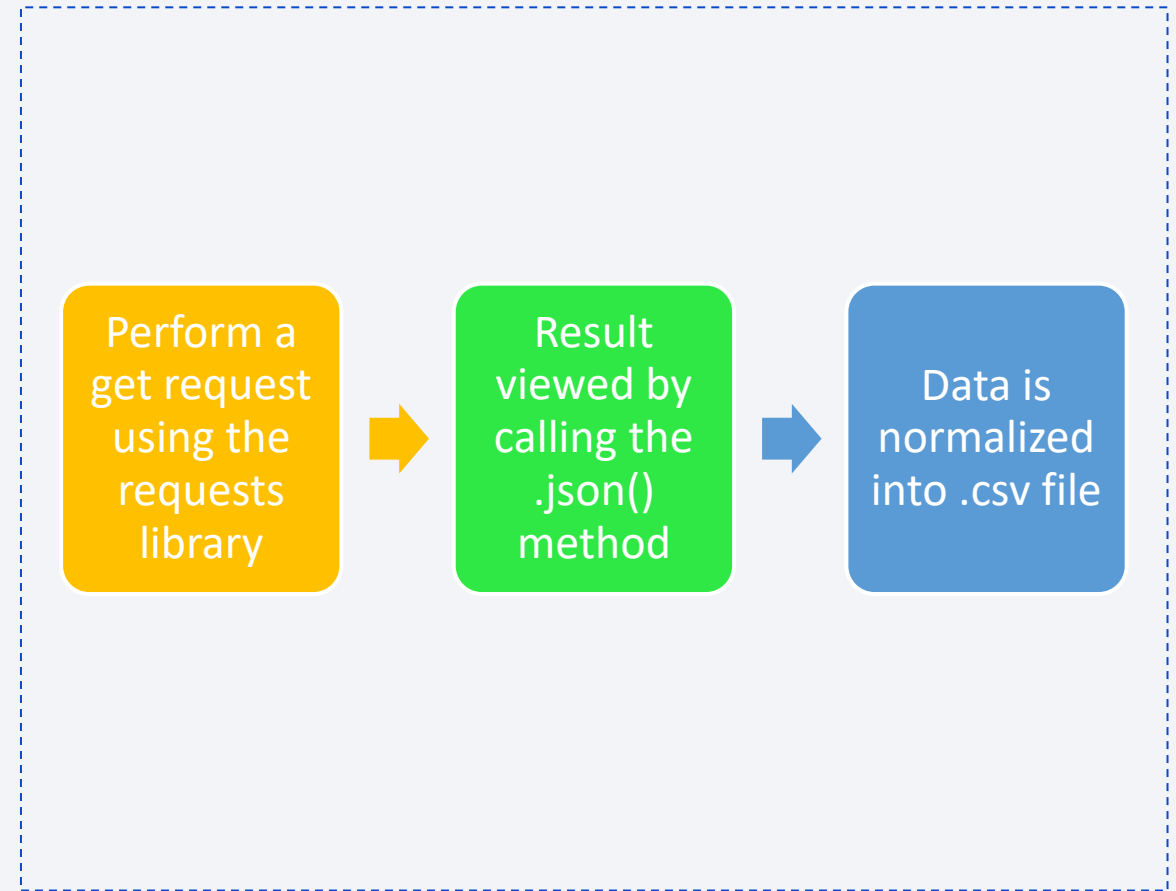 Perform a
get request
using the
requests
library
Result
viewed by
calling the
.json()
method
Data is
normalized
into .csv file